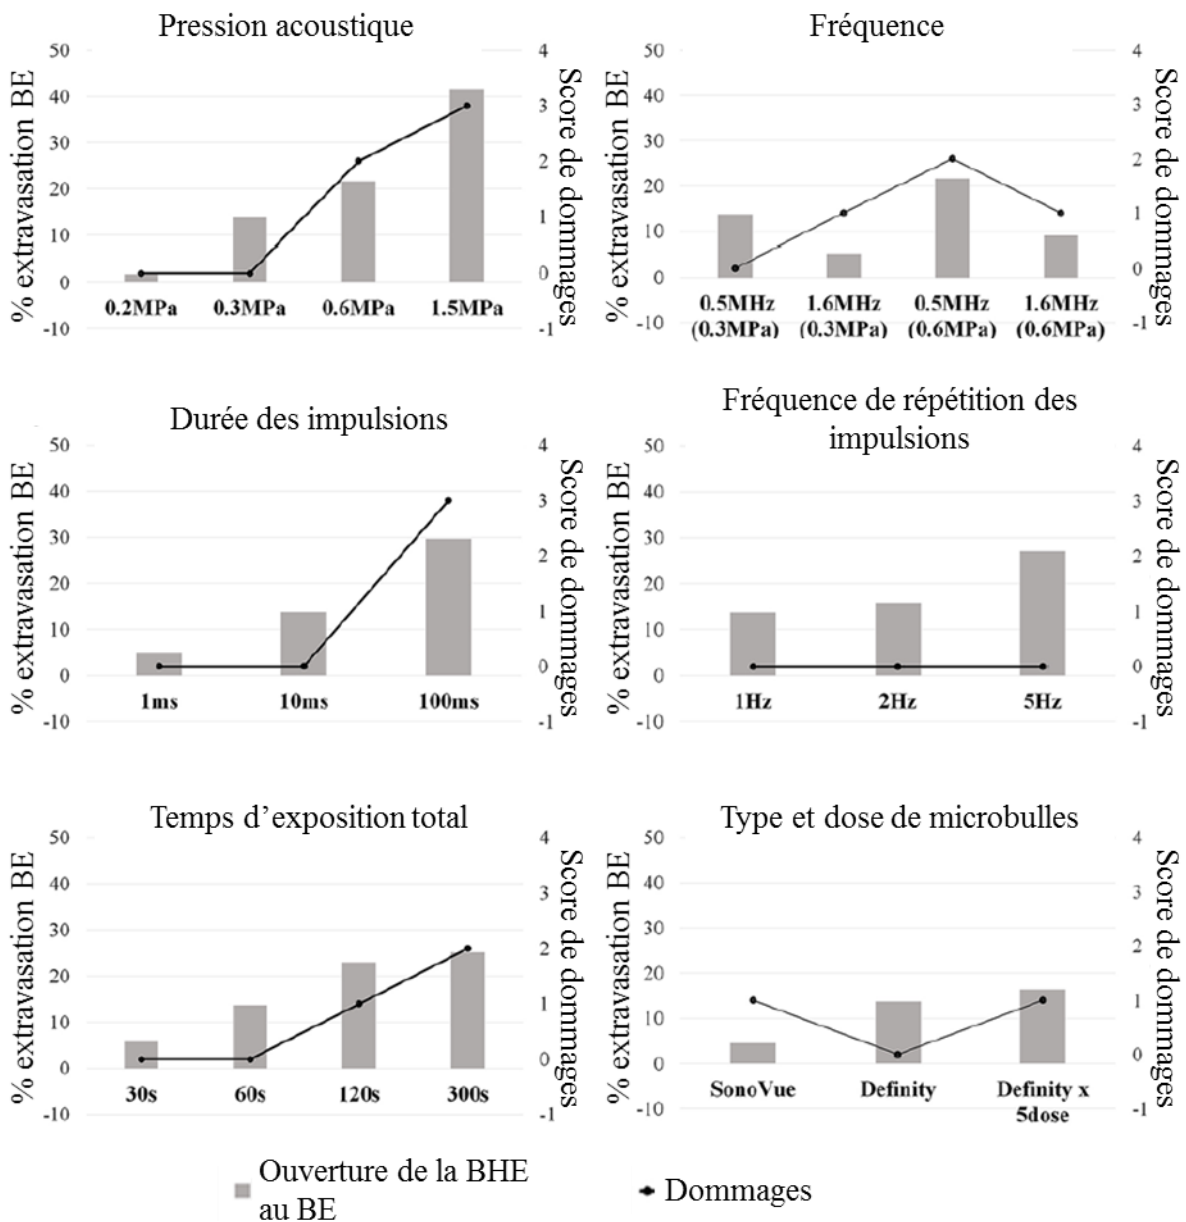 Pression acoustique
% extravasation BE
50
40
30
20
10
0
-10
0.2MPa 0.3MPa 0.6MPa 1.5MPa
4
3
2
1
0
-1
Score de dommages
Fréquence
% extravasation BE
50
40
30
20
10
0
-10
0.5MHz 1.6MHz 0.5MHz 1.6MHz
(0.3MPa) (0.3MPa) (0.6MPa) (0.6MPa)
4
3
2
1
0
-1
Score de dommages
Durée des impulsions
% extravasation BE
50
40
30
20
10
0
-10
1ms 10ms 100ms
4
3
2
1
0
-1
Score de dommages
Fréquence de répétition des
impulsions
% extravasation BE
50
40
30
20
10
0
-10
1Hz 2Hz 5Hz
4
3
2
1
0
-1
Score de dommages
Temps d’exposition total
% extravasation BE
50
40
30
20
10
0
-10
30s 60s 120s 300s
4
3
2
1
0
-1
Score de dommages
Type et dose de microbulles
% extravasation BE
50
40
30
20
10
0
-10
SonoVue Definity Definity x
5dose
4
3
2
1
0
-1
Score de dommages
Ouverture de la BHE
au BE
Dommages